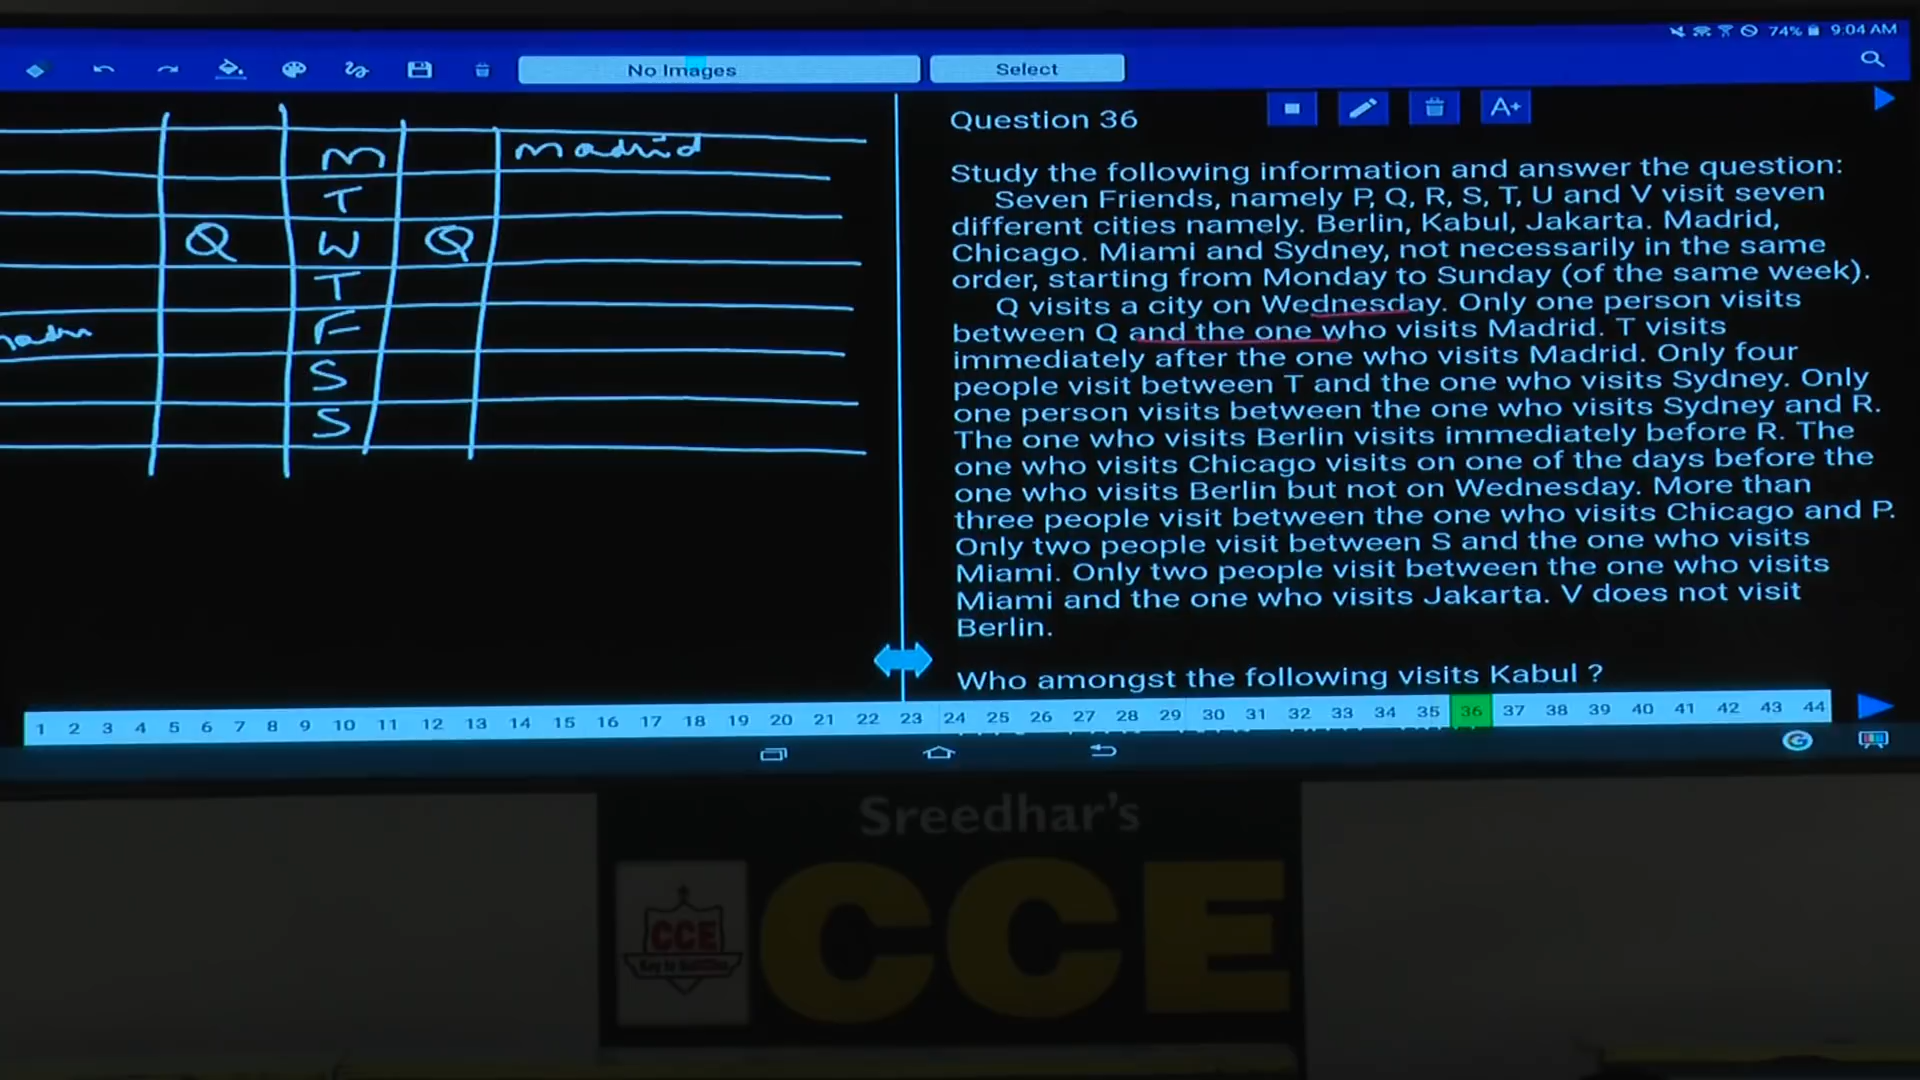 74% 9:04 AM
No Images
Select
M
Madrid
T
Q W Q
T
F
S
S
Question 36
A+
Study the following information and answer the question:
Seven Friends, namely P, Q, R, S, T, U and V visit seven
different cities namely. Berlin, Kabul, Jakarta. Madrid,
Chicago. Miami and Sydney, not necessarily in the same
order, starting from Monday to Sunday (of the same week).
Q visits a city on Wednesday. Only one person visits
between Q and the one who visits Madrid. T visits
immediately after the one who visits Madrid. Only four
people visit between T and the one who visits Sydney. Only
one person visits between the one who visits Sydney and R.
The one who visits Berlin visits immediately before R. The
one who visits Chicago visits on one of the days before the
one who visits Berlin but not on Wednesday. More than
three people visit between the one who visits Chicago and P.
Only two people visit between S and the one who visits
Miami. Only two people visit between the one who visits
Miami and the one who visits Jakarta. V does not visit
Berlin.
Who amongst the following visits Kabul ?
1 2 3 4 5 6 7 8 9 10 11 12 13 14 15 16 17 18 19 20 21 22 23 24 25 26 27 28 29 30 31 32 33 34 35 36 37 38 39 40 41 42 43 44
G
Sreedhar's
CCE
CCE